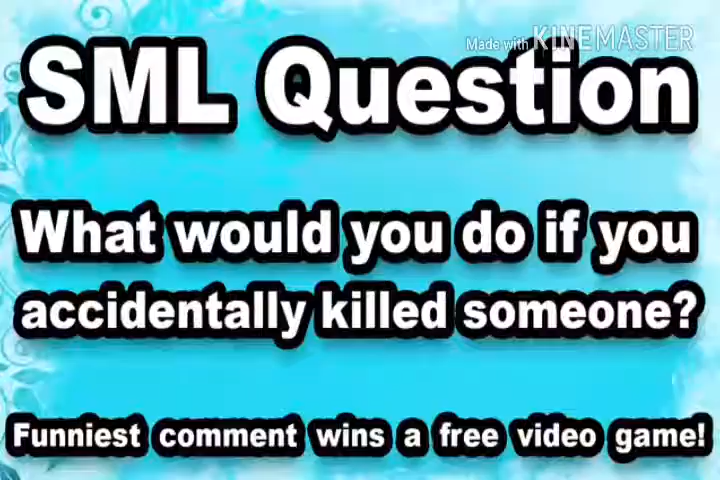 Made with KINEMASTER
SML Question
What would you do if you
accidentally killed someone?
Funniest comment wins a free video game!